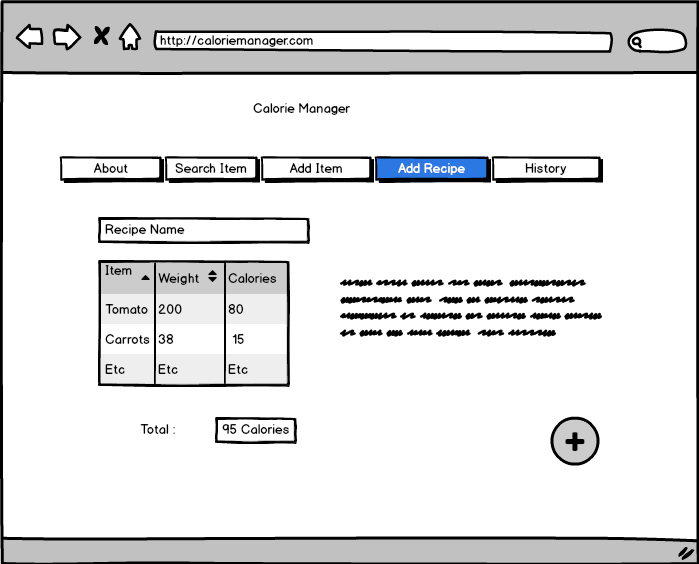 http://caloriemanager.com
Calorie Manager
About Search Item Add Item Add Recipe History
Recipe Name
Item Weight Calories
Tomato 200 80
Carrots 38 15
Etc Etc Etc
Total : 95 Calories